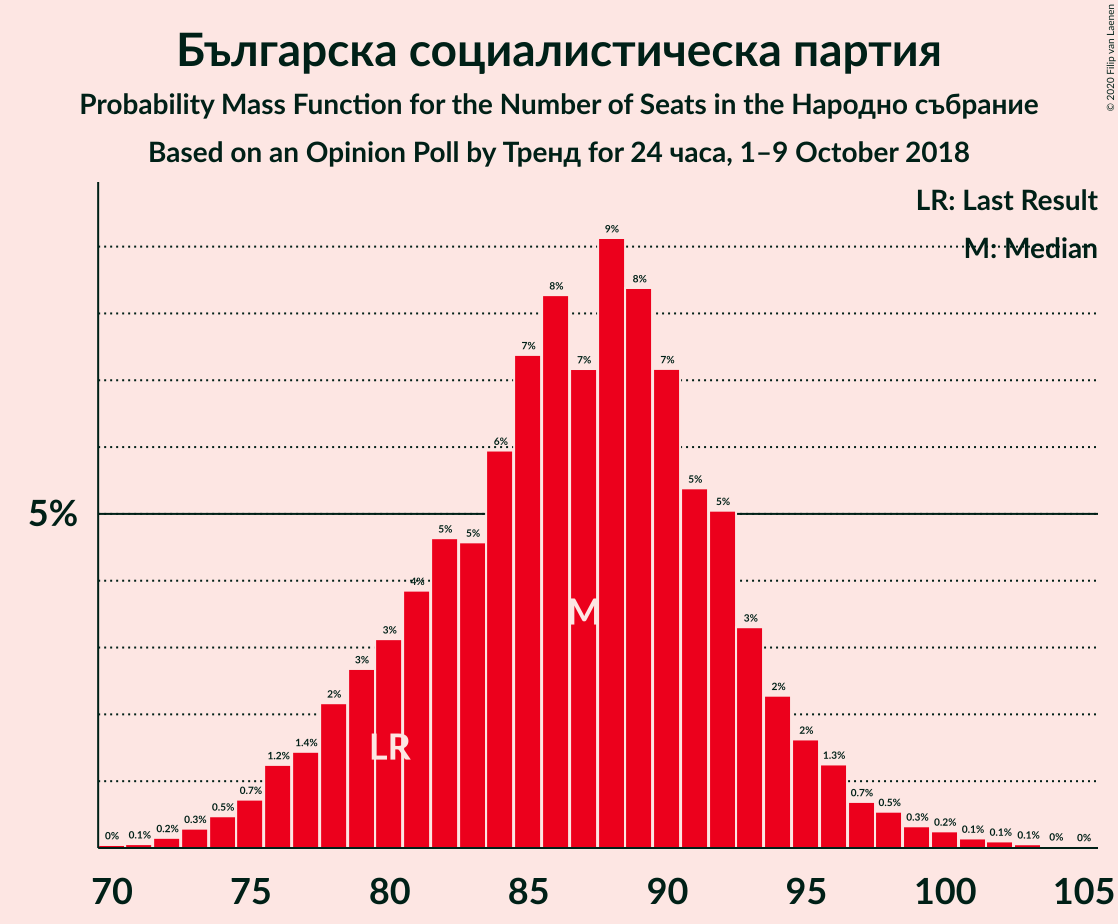 Българска социалистическа партия
Probability Mass Function for the Number of Seats in the Народно събрание
Based on an Opinion Poll by Тренд for 24 часа, 1–9 October 2018
© 2020 Filip van Laenen
LR: Last Result
M: Median
5%
0% 0.1% 0.2% 0.3% 0.5% 0.7% 1.2% 1.4% 2% 3% 3% 4% 5% 5% 6% 7% 8% 7% 9% 8% 7% 5% 5% 3% 2% 2% 1.3% 0.7% 0.5% 0.3% 0.2% 0.1% 0.1% 0.1% 0% 0%
M
LR
70 75 80 85 90 95 100 105